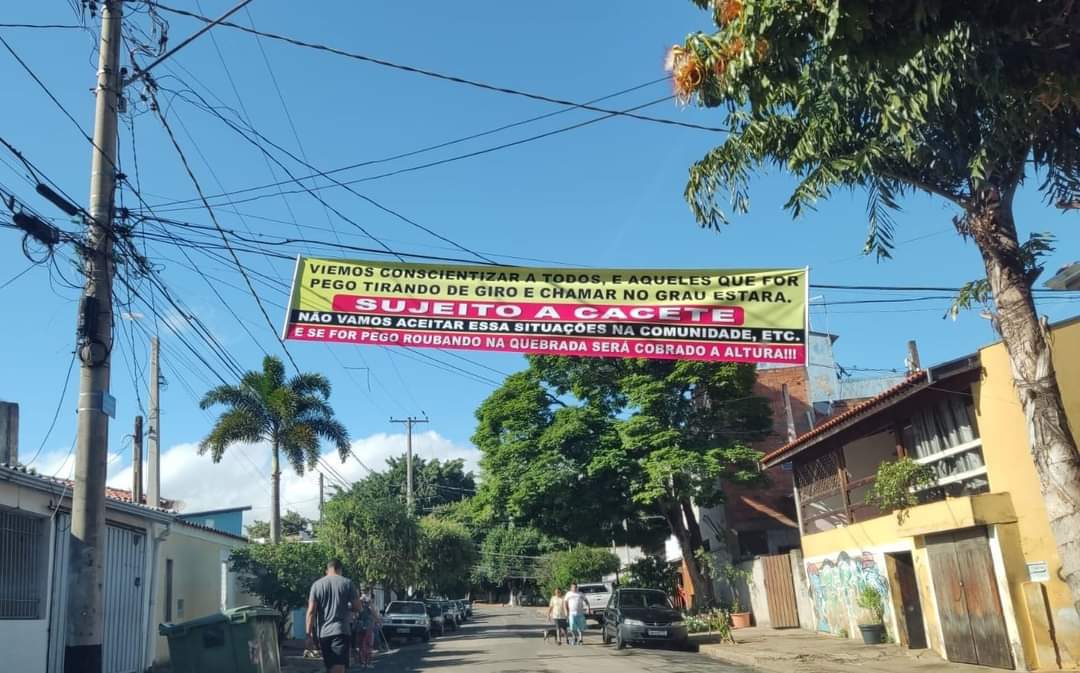 VIEMOS CONSCIENTIZAR A TODOS, E AQUELES QUE FOR
PEGO TIRANDO DE GIRO E CHAMAR NO GRAU ESTARA.
SUJEITO A CACETE
NÃO VAMOS ACEITAR ESSA SITUAÇÕES NA COMUNIDADE, ETC.
E SE FOR PEGO ROUBANDO NA QUEBRADA SERÁ COBRADO A ALTURA!!!